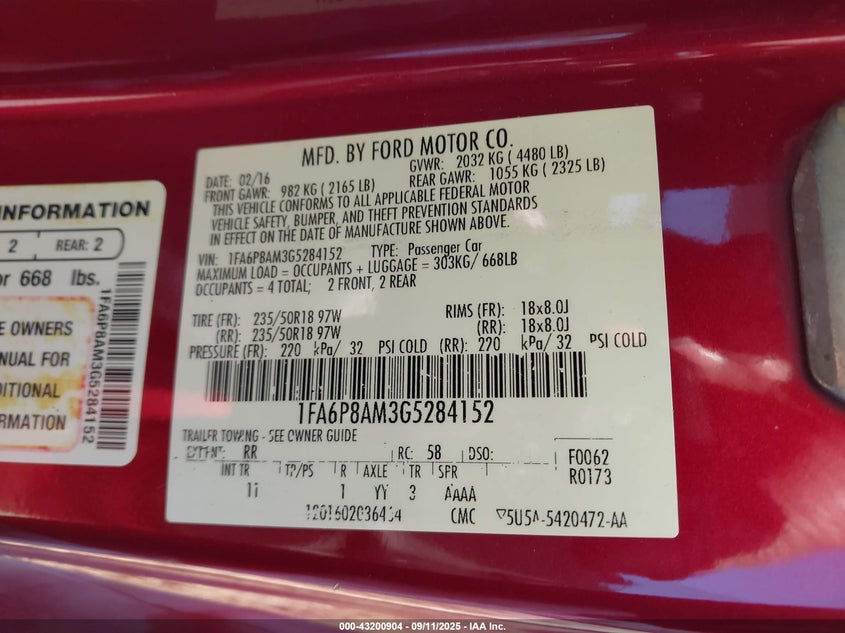 MFD. BY FORD MOTOR CO.
DATE: 02/16 GVWR: 2032 KG ( 4480 LB)
FRONT GAWR: 982 KG ( 2165 LB) REAR GAWR: 1055 KG ( 2325 LB)
THIS VEHICLE CONFORMS TO ALL APPLICABLE FEDERAL MOTOR
VEHICLE SAFETY, BUMPER, AND THEFT PREVENTION STANDARDS
IN EFFECT ON THE DATE OF MANUFACTURE SHOWN ABOVE.
VIN: 1FA6P8AM3G5284152 TYPE: Passenger Car
MAXIMUM LOAD = OCCUPANTS + LUGGAGE = 303KG/ 668LB
OCCUPANTS = 4 TOTAL; 2 FRONT, 2 REAR
TIRE (FR): 235/50R18 97W RIMS (FR): 18x8.0J
(RR): 235/50R18 97W (RR): 18x8.0J
PRESSURE (FR): 220 kPa/ 32 PSI COLD (RR): 220 kPa/ 32 PSI COLD
1FA6P8AM3G5284152
TRAILER TOWING - SEE OWNER GUIDE
EXT PNT: RR RC: 58 DSO: F0062
INT TR TP/PS R AXLE TR SPR R0173
1 YY 3 AAAA
CMC 5U5A-5420472-AA
INFORMATION
2 REAR: 2
or 668 lbs.
E OWNERS
NUAL FOR
DITIONAL
ORMATION
1FA6P8AM3G5284152
000-43200904 - 09/11/2025 - IAA Inc.